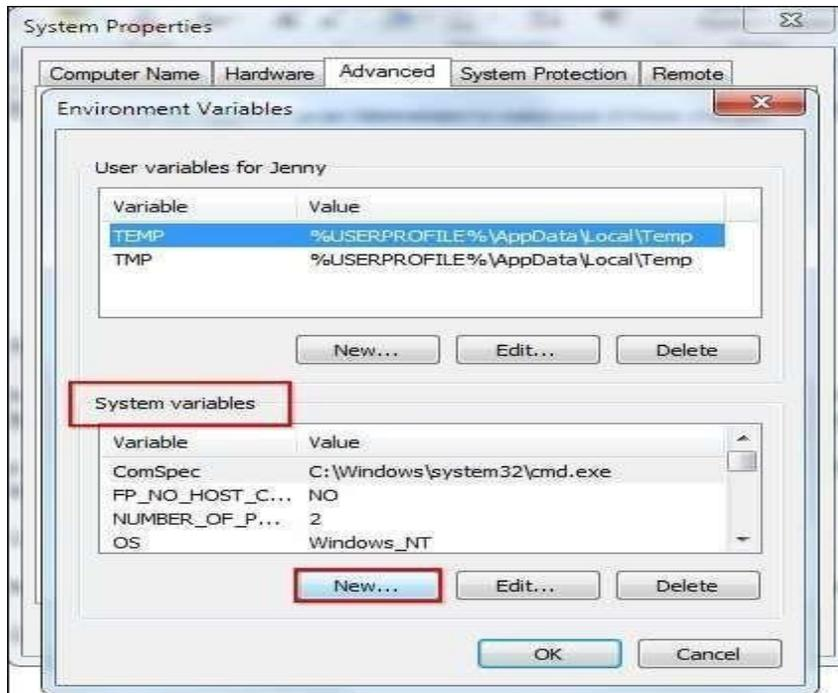 System Properties
Computer Name Hardware Advanced System Protection Remote
Environment Variables
User variables for Jenny
Variable Value
TEMP %USERPROFILE%\AppData\Local\Temp
TMP %USERPROFILE%\AppData\Local\Temp
New... Edit... Delete
System variables
Variable Value
ComSpec C:\Windows\system32\cmd.exe
FP_NO_HOST_C... NO
NUMBER_OF_P... 2
OS Windows_NT
New... Edit... Delete
OK Cancel